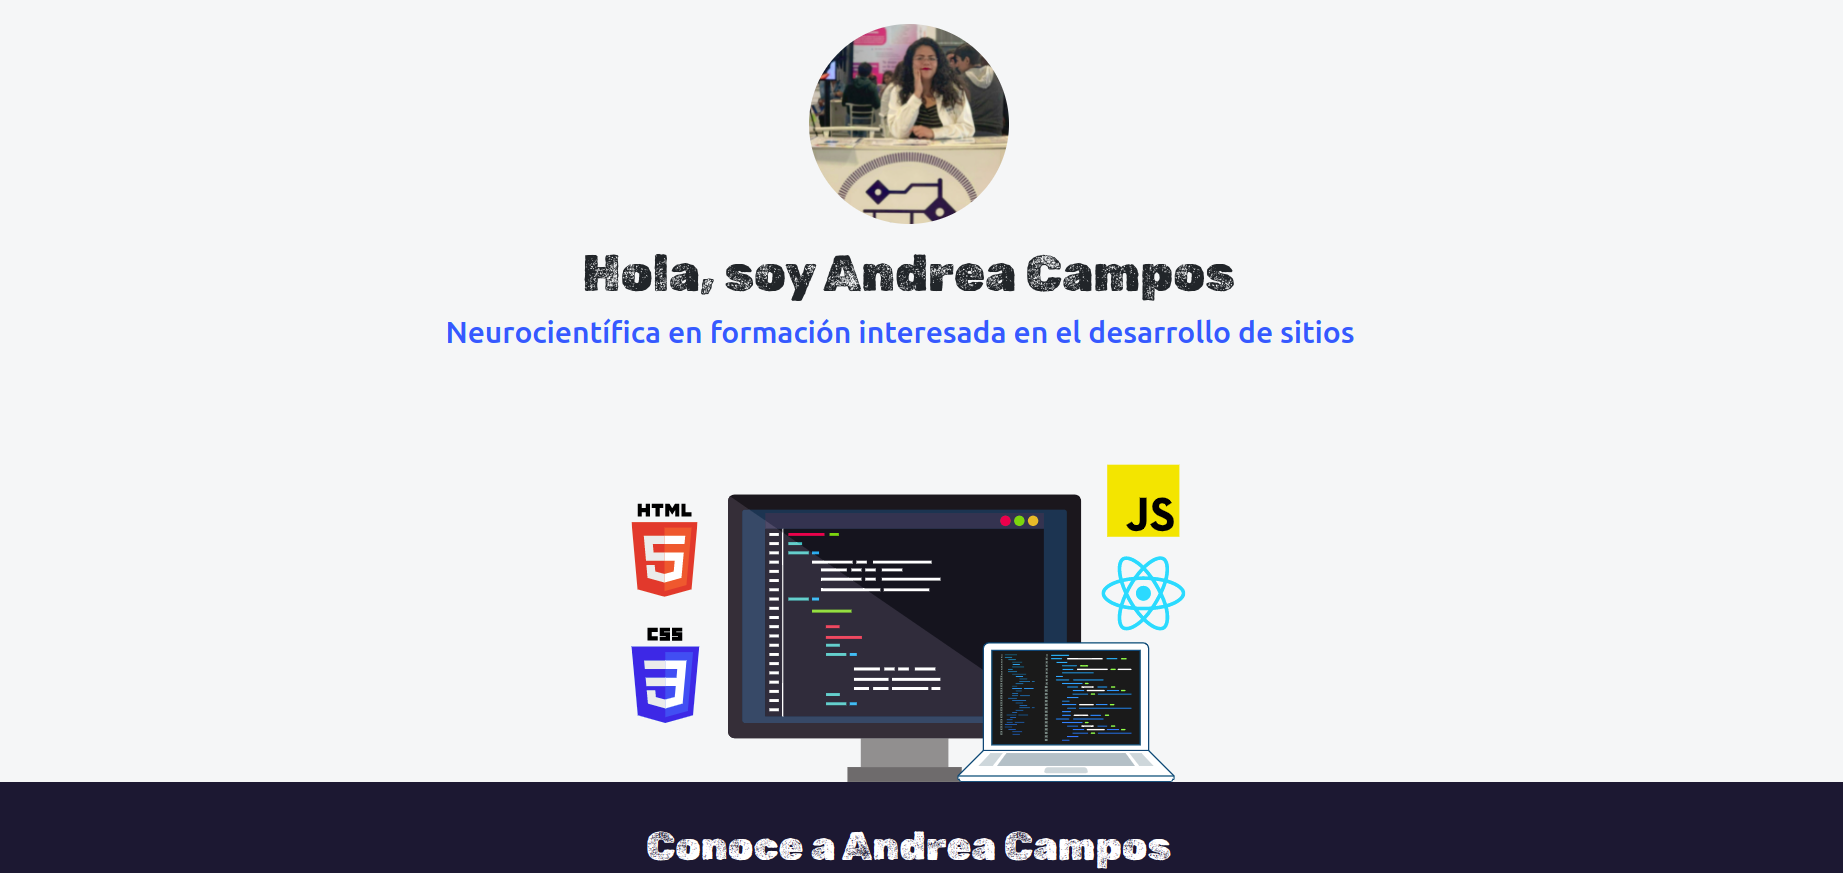 Hola, soy Andrea Campos
Neurocientífica en formación interesada en el desarrollo de sitios
HTML
5
JS
CSS
3
Conoce a Andrea Campos